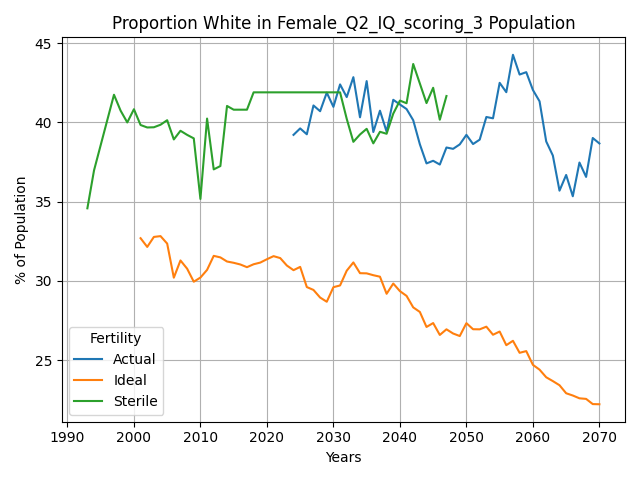 Proportion White in Female_Q2_IQ_scoring_3 Population
% of Population
45
40
35
30
25
Fertility
Actual
Ideal
Sterile
1990 2000 2010 2020 2030 2040 2050 2060 2070
Years